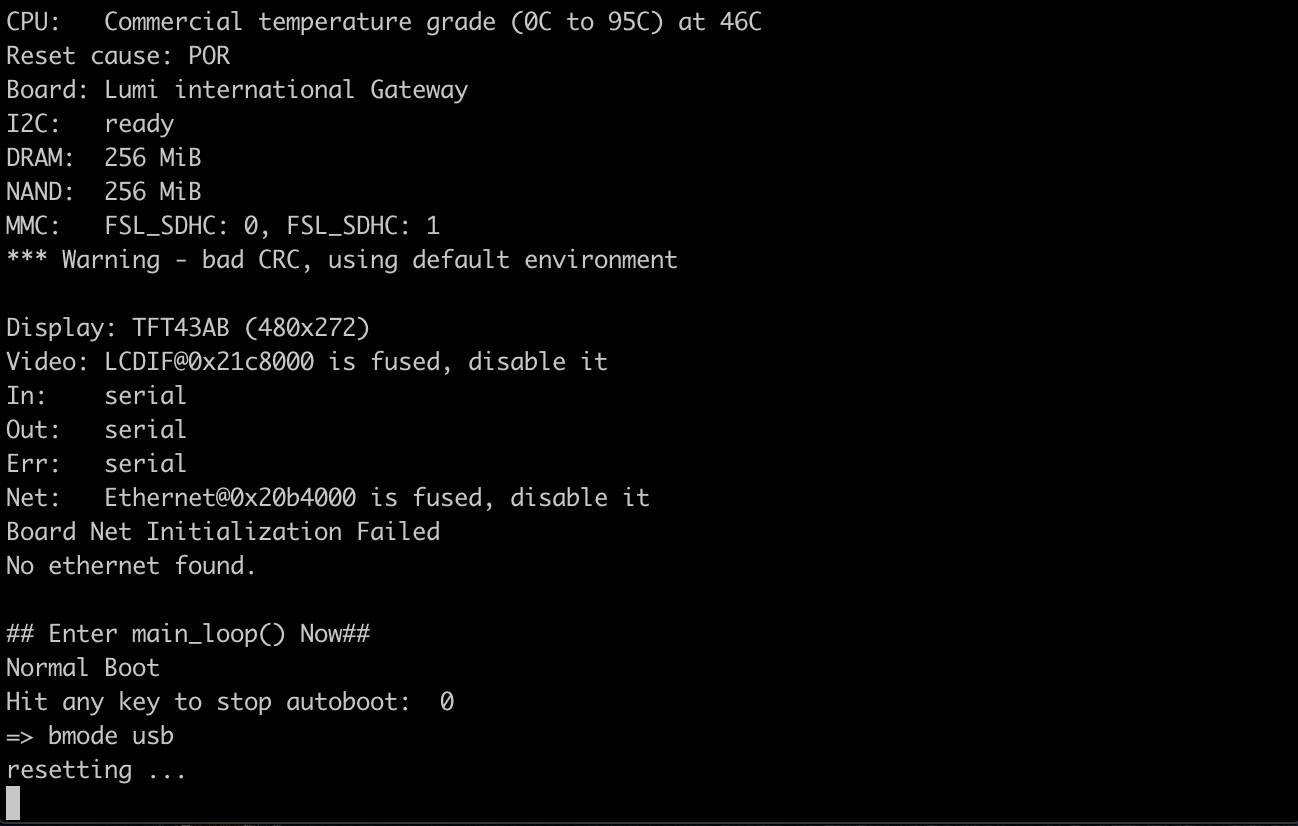 CPU:   Commercial temperature grade (0C to 95C) at 46C
Reset cause: POR
Board: Lumi international Gateway
I2C:   ready
DRAM:  256 MiB
NAND:  256 MiB
MMC:   FSL_SDHC: 0, FSL_SDHC: 1
*** Warning - bad CRC, using default environment

Display: TFT43AB (480x272)
Video: LCDIF@0x21c8000 is fused, disable it
In:    serial
Out:   serial
Err:   serial
Net:   Ethernet@0x20b4000 is fused, disable it
Board Net Initialization Failed
No ethernet found.

## Enter main_loop() Now##
Normal Boot
Hit any key to stop autoboot:  0
=> bmode usb
resetting ...